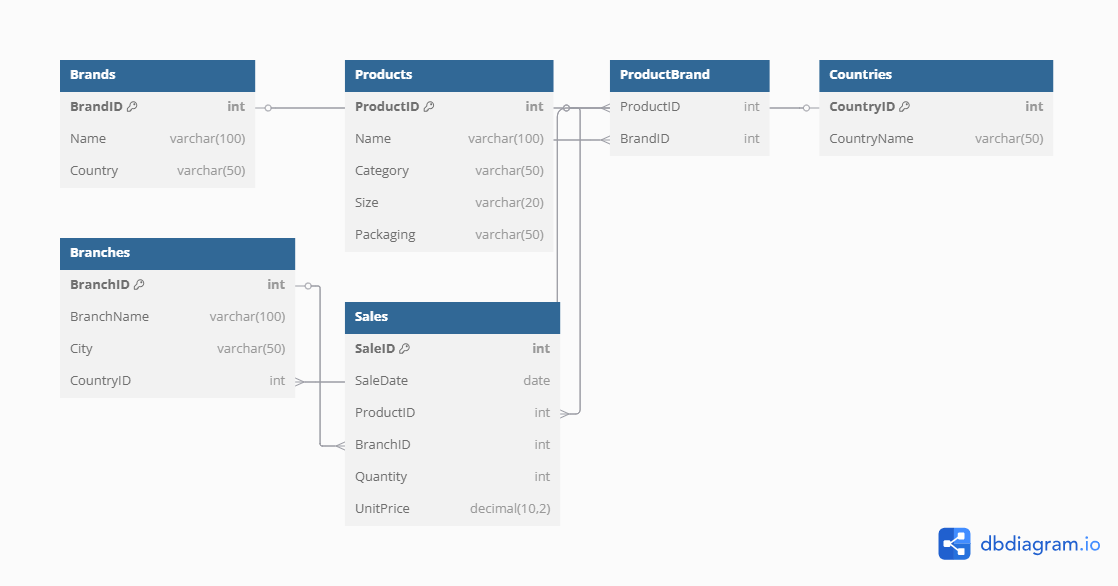 Brands
BrandID int
Name varchar(100)
Country varchar(50)
Products
ProductID int
Name varchar(100)
Category varchar(50)
Size varchar(20)
Packaging varchar(50)
ProductBrand
ProductID int
BrandID int
Countries
CountryID int
CountryName varchar(50)
Branches
BranchID int
BranchName varchar(100)
City varchar(50)
CountryID int
Sales
SaleID int
SaleDate date
ProductID int
BranchID int
Quantity int
UnitPrice decimal(10,2)
dbdiagram.io